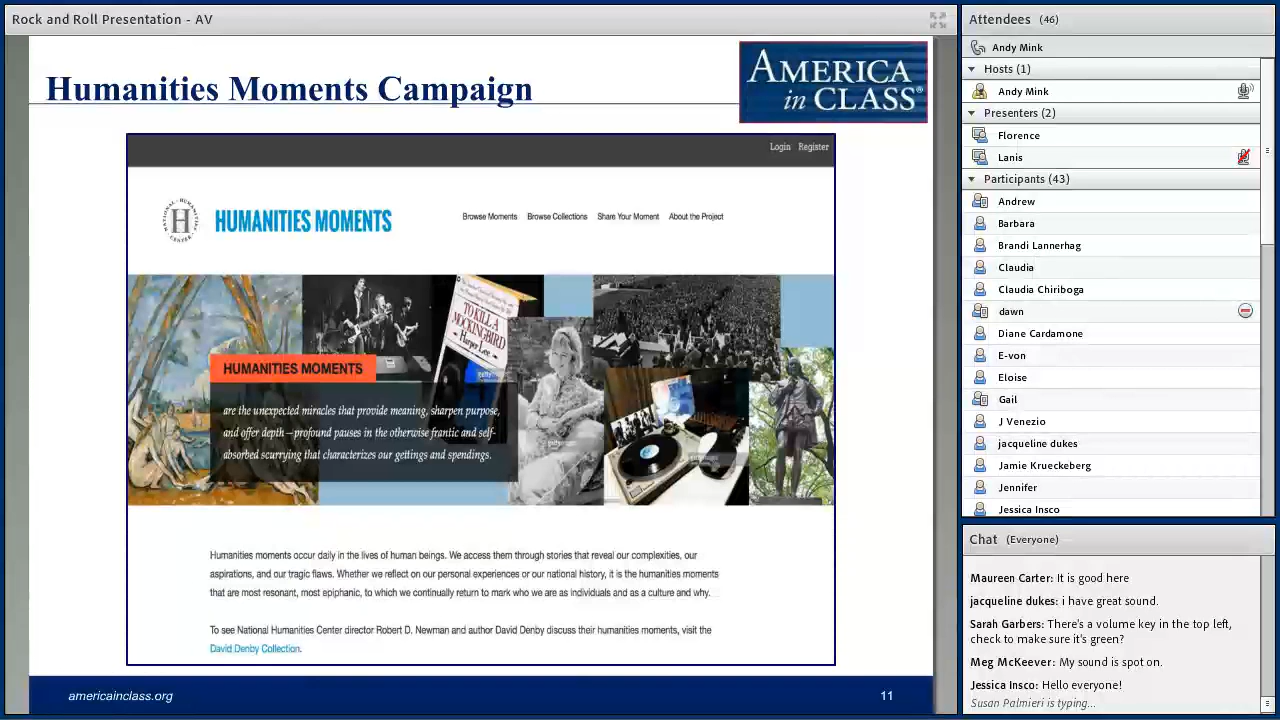 Rock and Roll Presentation - AV
Humanities Moments Campaign
AMERICA
in CLASS®
Login Register
NATIONAL HUMANITIES CENTER
H
HUMANITIES MOMENTS
Browse Moments Browse Collections Share Your Moment About the Project
TO KILL A
MOCKINGBIRD
Harper Lee
HUMANITIES MOMENTS
are the unexpected miracles that provide meaning, sharpen purpose,
and offer depth—profound pauses in the otherwise frantic and self-
absorbed scurrying that characterizes our gettings and spendings.
Humanities moments occur daily in the lives of human beings. We access them through stories that reveal our complexities, our
aspirations, and our tragic flaws. Whether we reflect on our personal experiences or our national history, it is the humanities moments
that are most resonant, most epiphanic, to which we continually return to mark who we are as individuals and as a culture and why.
To see National Humanities Center director Robert D. Newman and author David Denby discuss their humanities moments, visit the
David Denby Collection.
americainclass.org
11
Attendees (46)
Andy Mink
Hosts (1)
Andy Mink
Presenters (2)
Florence
Lanis
Participants (43)
Andrew
Barbara
Brandi Lannerhag
Claudia
Claudia Chiriboga
dawn
Diane Cardamone
E-von
Eloise
Gail
J Venezio
jacqueline dukes
Jamie Krueckeberg
Jennifer
Jessica Insco
Chat (Everyone)
Maureen Carter: It is good here
jacqueline dukes: i have great sound.
Sarah Garbers: There's a volume key in the top left,
check to make sure it's green?
Meg McKeever: My sound is spot on.
Jessica Insco: Hello everyone!
Susan Palmieri is typing...